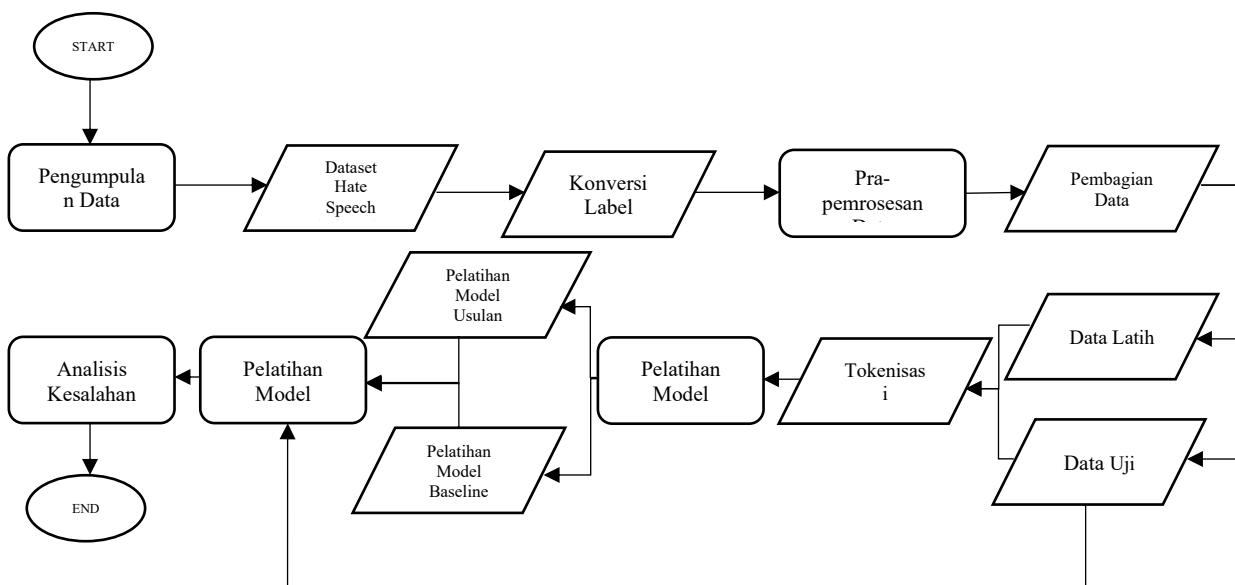 START
Pengumpula
n Data
Dataset
Hate
Speech
Konversi
Label
Pra-
pemrosesan
Pembagian
Data
Data Latih
Data Uji
Tokenisas
i
Pelatihan
Model
Pelatihan
Model
Usulan
Pelatihan
Model
Baseline
Pelatihan
Model
Analisis
Kesalahan
END